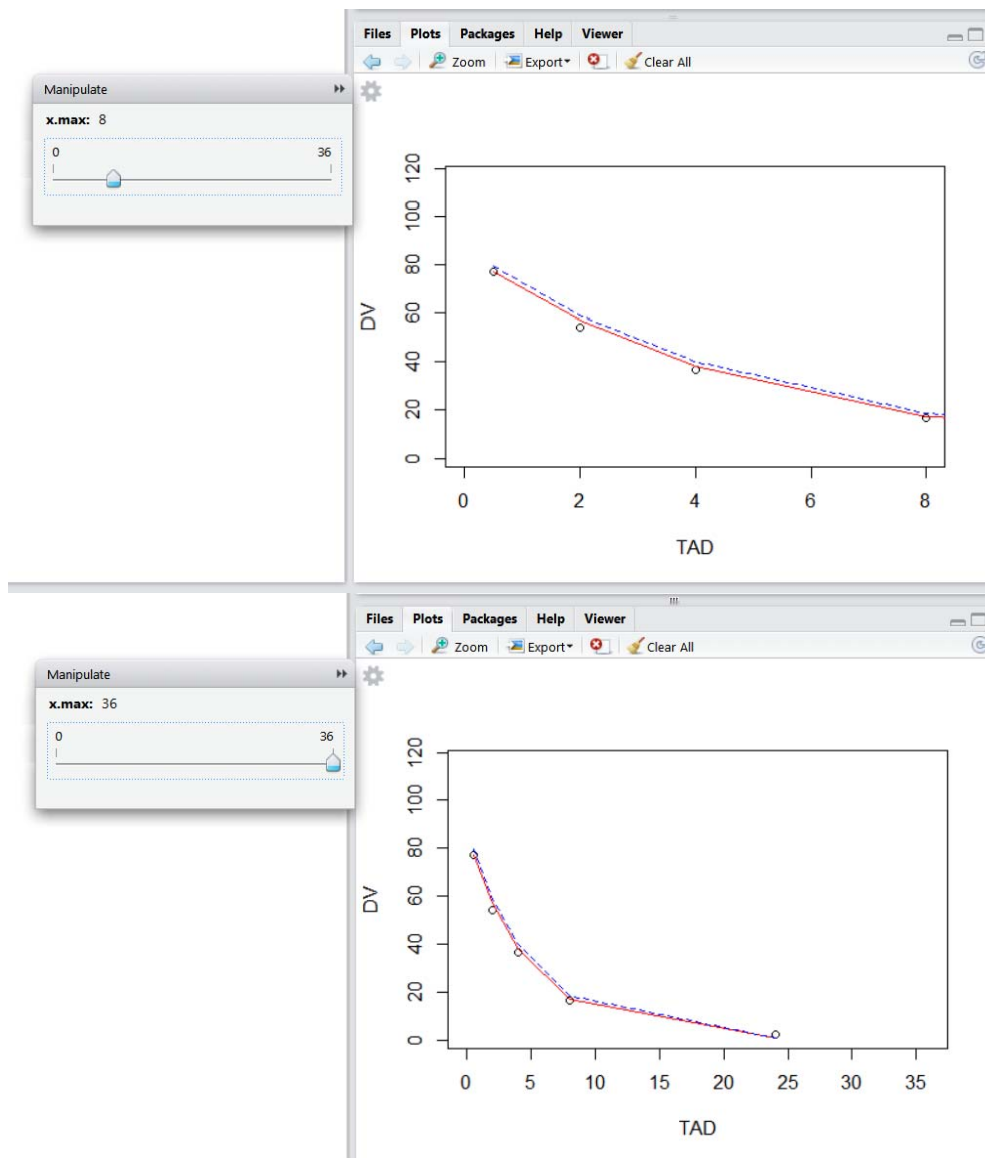 Files Plots Packages Help Viewer
Zoom Export Clear All
Manipulate
x.max: 8
0 36
120
100
80
60
40
20
0
DV
0 2 4 6 8
TAD
Files Plots Packages Help Viewer
Zoom Export Clear All
Manipulate
x.max: 36
0 36
120
100
80
60
40
20
0
DV
0 5 10 15 20 25 30 35
TAD